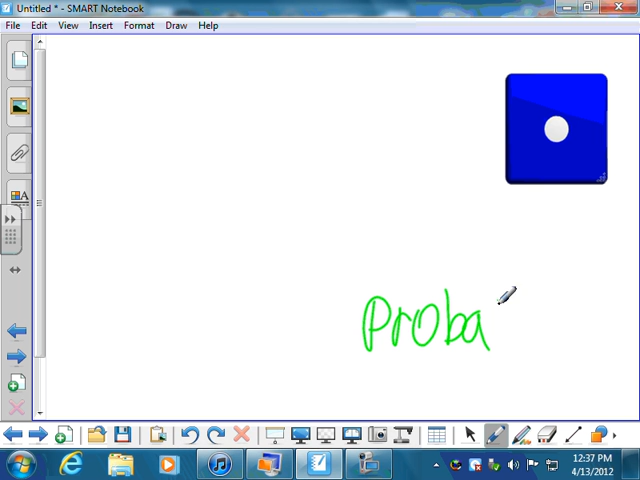 Untitled * - SMART Notebook
File Edit View Insert Format Draw Help
Proba
12:37 PM
4/13/2012